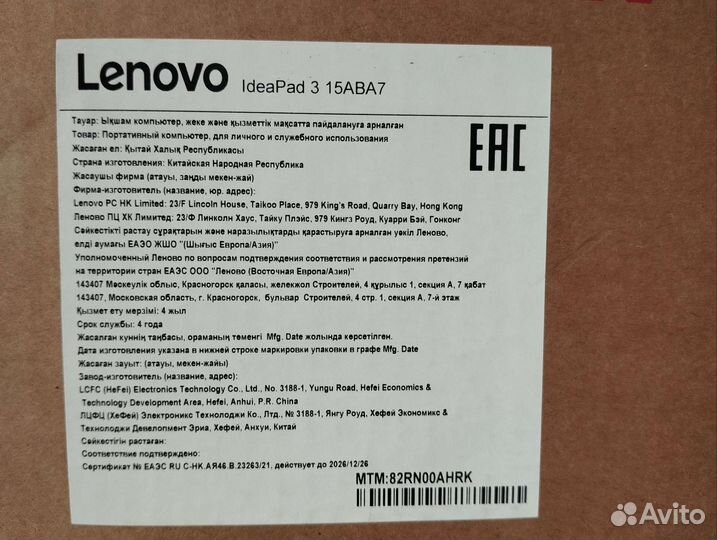 Lenovo IdeaPad 3 15ABA7
Тауар: Ықшам компьютер, жеке және қызметтік мақсатта пайдалануға арналған
Товар: Портативный компьютер, для личного и служебного использования
Жасаған ел: Қытай Халық Республикасы
Страна изготовления: Китайская Народная Республика
EAC
Жасаушы фирма (атауы, заңды мекен-жай)
Фирма-изготовитель (название, юр. адрес):
Lenovo PC HK Limited: 23/F Lincoln House, Taikoo Place, 979 King's Road, Quarry Bay, Hong Kong
Леново ПЦ ХК Лимитед: 23/Ф Линколн Хаус, Тайку Плэйс, 979 Кингз Роуд, Куарри Бэй, Гонконг
Сәйкестікті растау сұрақтарын және наразылықтарды қарастыруға арналған уәкіл Леново,
елді аумағы ЕАЭО ЖШО "(Шығыс Европа/Азия)"
Уполномоченный Леново по вопросам подтверждения соответствия и рассмотрения претензий
на территории стран ЕАЭС ООО "Леново (Восточная Европа/Азия)"
143407 Мәскеулік облыс, Красногорск қаласы, желекжол Строителей, 4 құрылыс 1, секция А, 7 қабат
143407, Московская область, г. Красногорск, бульвар Строителей, 4 стр. 1, секция А, 7-й этаж
Қызмет ету мерзімі: 4 жыл
Срок службы: 4 года
Жасалған куннің таңбасы, ораманың төменгі Mfg. Date жолында көрсетілген.
Дата изготовления указана в нижней строке маркировки упаковки в графе Mfg. Date
Жасаған зауыт: (атауы, мекен-жайы)
Завод-изготовитель (название, адрес):
LCFC (HeFei) Electronics Technology Co., Ltd., No. 3188-1, Yungu Road, Hefei Economics &
Technology Development Area, Hefei, Anhui, P.R. China
ЛЦФЦ (ХеФей) Электроникс Технолоджи Ко., Лтд., № 3188-1, Янгу Роуд, Хефей Экономикс &
Технолоджи Девелопмент Эриа, Хефей, Анхуи, Китай
Сәйкестігін растаған:
Соответствие подтверждено:
Сертификат № ЕАЭС RU С-НК.АЯ46.В.23263/21, действует до 2026/12/26
MTM:82RN00AHRK
Avito